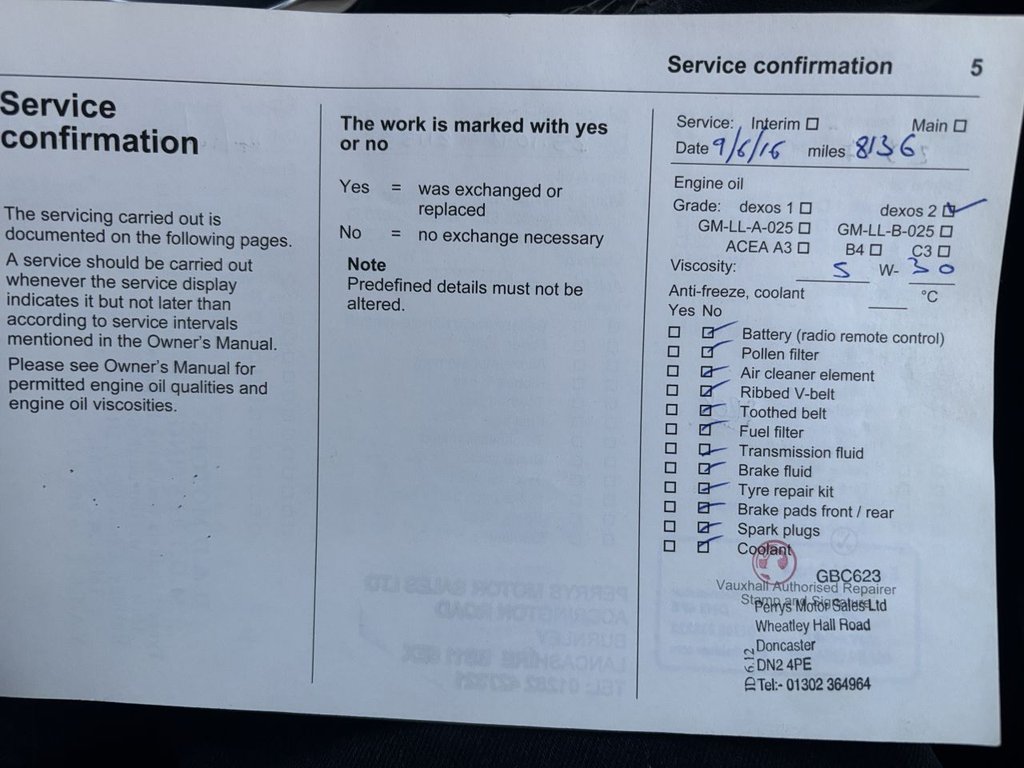 Service confirmation 5
Service
confirmation
The servicing carried out is
documented on the following pages.
A service should be carried out
whenever the service display
indicates it but not later than
according to service intervals
mentioned in the Owner's Manual.
Please see Owner's Manual for
permitted engine oil qualities and
engine oil viscosities.
The work is marked with yes
or no
Yes = was exchanged or
replaced
No = no exchange necessary
Note
Predefined details must not be
altered.
Service: Interim ☐ Main ☐
Date 9/6/16 miles 8136
Engine oil
Grade: dexos 1 ☐ dexos 2 ☑
GM-LL-A-025 ☐ GM-LL-B-025 ☐
ACEA A3 ☐ B4 ☐ C3 ☐
Viscosity: 5 W- 30
Anti-freeze, coolant ____ °C
Yes No
☐ ☑ Battery (radio remote control)
☐ ☑ Pollen filter
☐ ☑ Air cleaner element
☐ ☑ Ribbed V-belt
☐ ☑ Toothed belt
☐ ☑ Fuel filter
☐ ☑ Transmission fluid
☐ ☑ Brake fluid
☐ ☑ Tyre repair kit
☐ ☑ Brake pads front / rear
☐ ☑ Spark plugs
☐ ☑ Coolant
GBC623
Vauxhall Authorised Repairer
Stamp and Signature
Perrys Motor Sales Ltd
Wheatley Hall Road
Doncaster
DN2 4PE
Tel:- 01302 364964